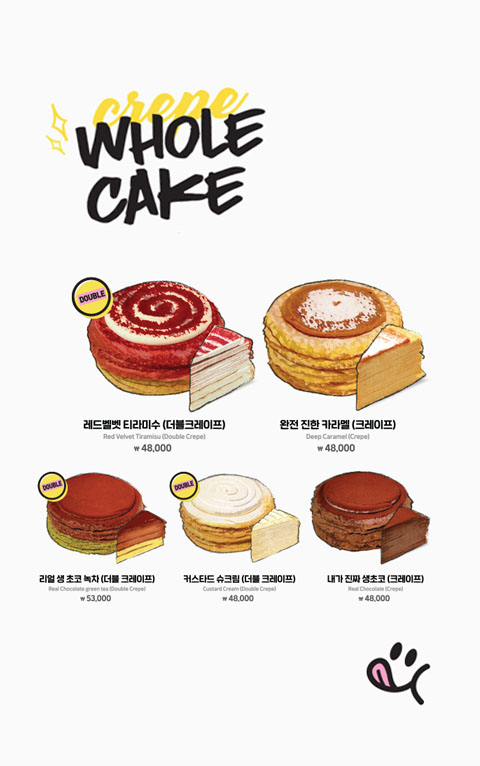 crepe
WHOLE
CAKE
DOUBLE
레드벨벳 티라미수 (더블크레이프)
Red Velvet Tiramisu (Double Crepe)
₩ 48,000
완전 진한 카라멜 (크레이프)
Deep Caramel (Crepe)
₩ 48,000
DOUBLE
리얼 생 초코 녹차 (더블 크레이프)
Real Chocolate green tea (Double Crepe)
₩ 53,000
DOUBLE
커스타드 슈크림 (더블 크레이프)
Custard Cream (Double Crepe)
₩ 48,000
내가 진짜 생초코 (크레이프)
Real Chocolate (Crepe)
₩ 48,000